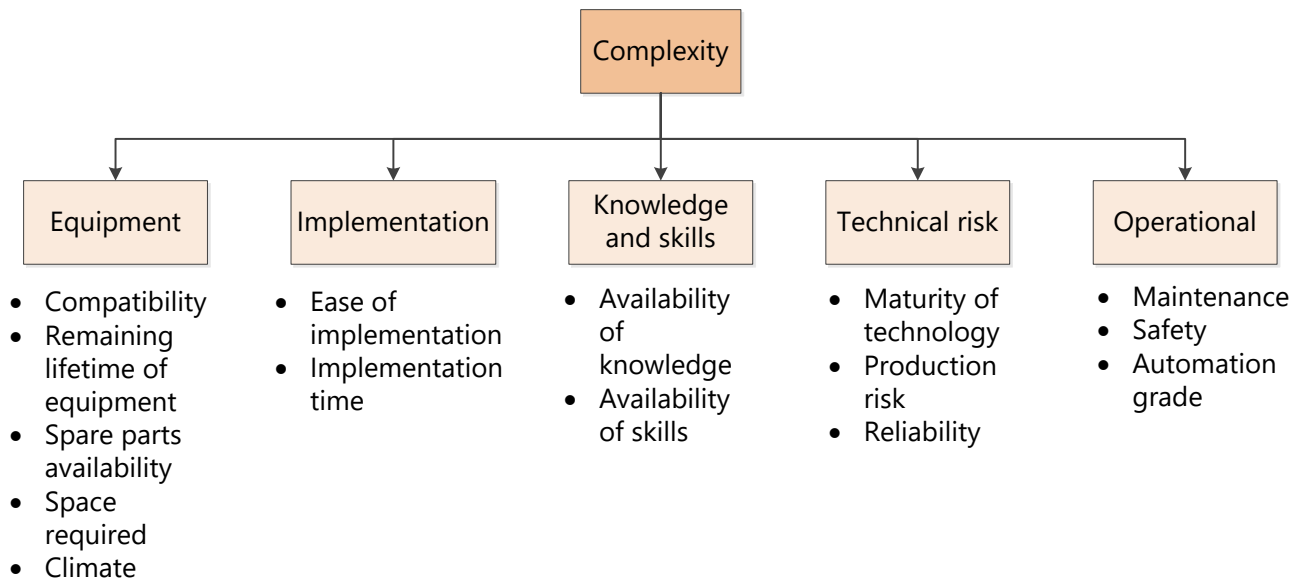 Complexity
Equipment
Implementation
Knowledge
and skills
Technical risk
Operational
• Compatibility
• Remaining
lifetime of
equipment
• Spare parts
availability
• Space
required
• Climate
• Ease of
implementation
• Implementation
time
• Availability
of
knowledge
• Availability
of skills
• Maturity of
technology
• Production
risk
• Reliability
• Maintenance
• Safety
• Automation
grade